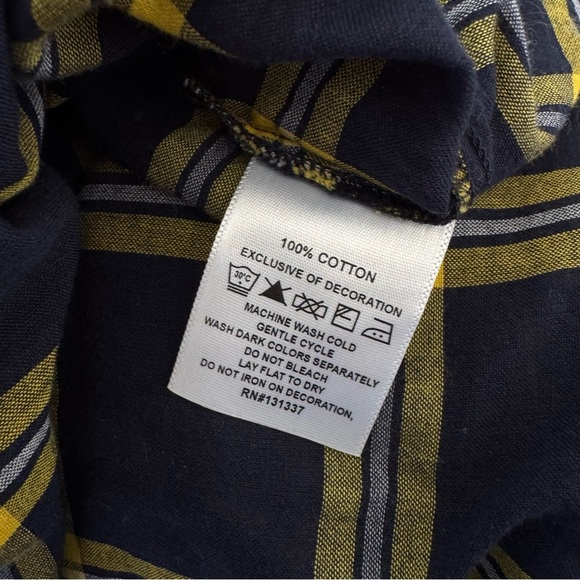 100% COTTON
EXCLUSIVE OF DECORATION
30°C
MACHINE WASH COLD
GENTLE CYCLE
WASH DARK COLORS SEPARATELY
DO NOT BLEACH
LAY FLAT TO DRY
DO NOT IRON ON DECORATION.
RN#131337